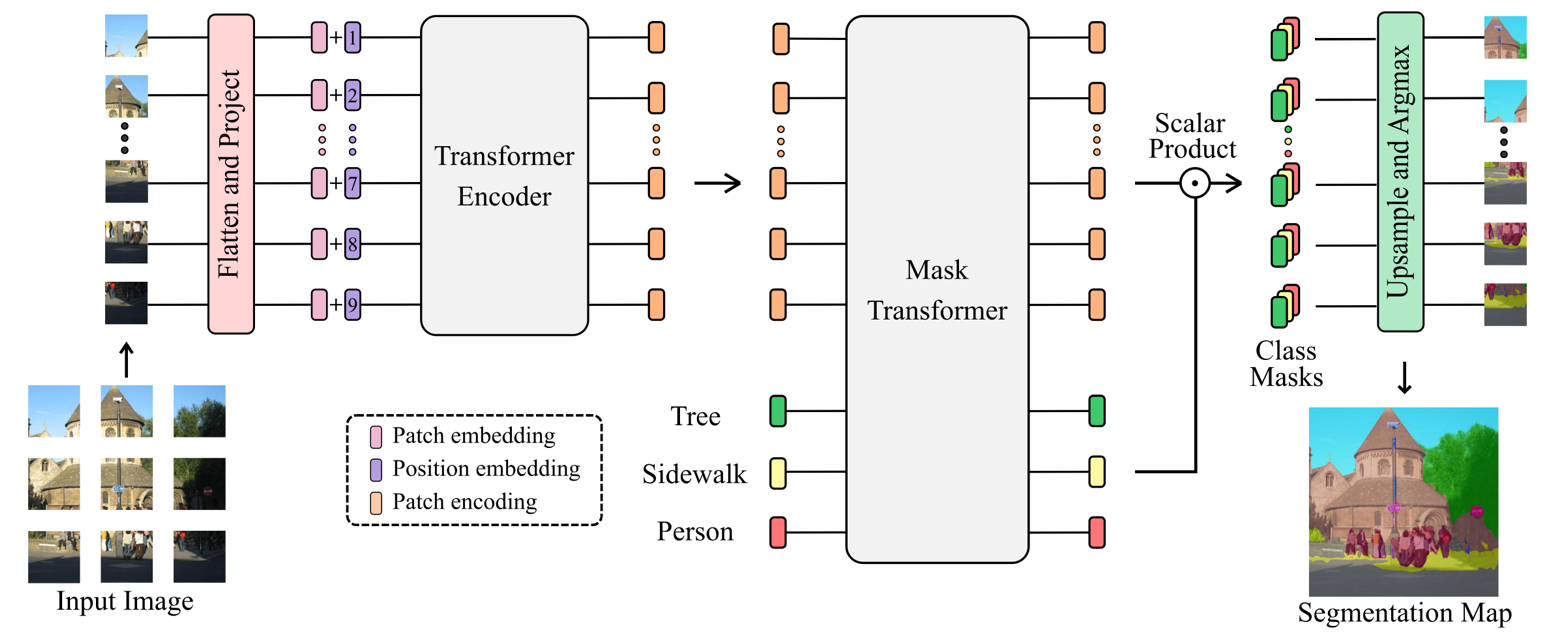 Flatten and Project
1
2
7
8
9
Transformer
Encoder
Mask
Transformer
Scalar
Product
Class
Masks
Upsample and Argmax
Tree
Sidewalk
Person
Patch embedding
Position embedding
Patch encoding
Input Image
Segmentation Map